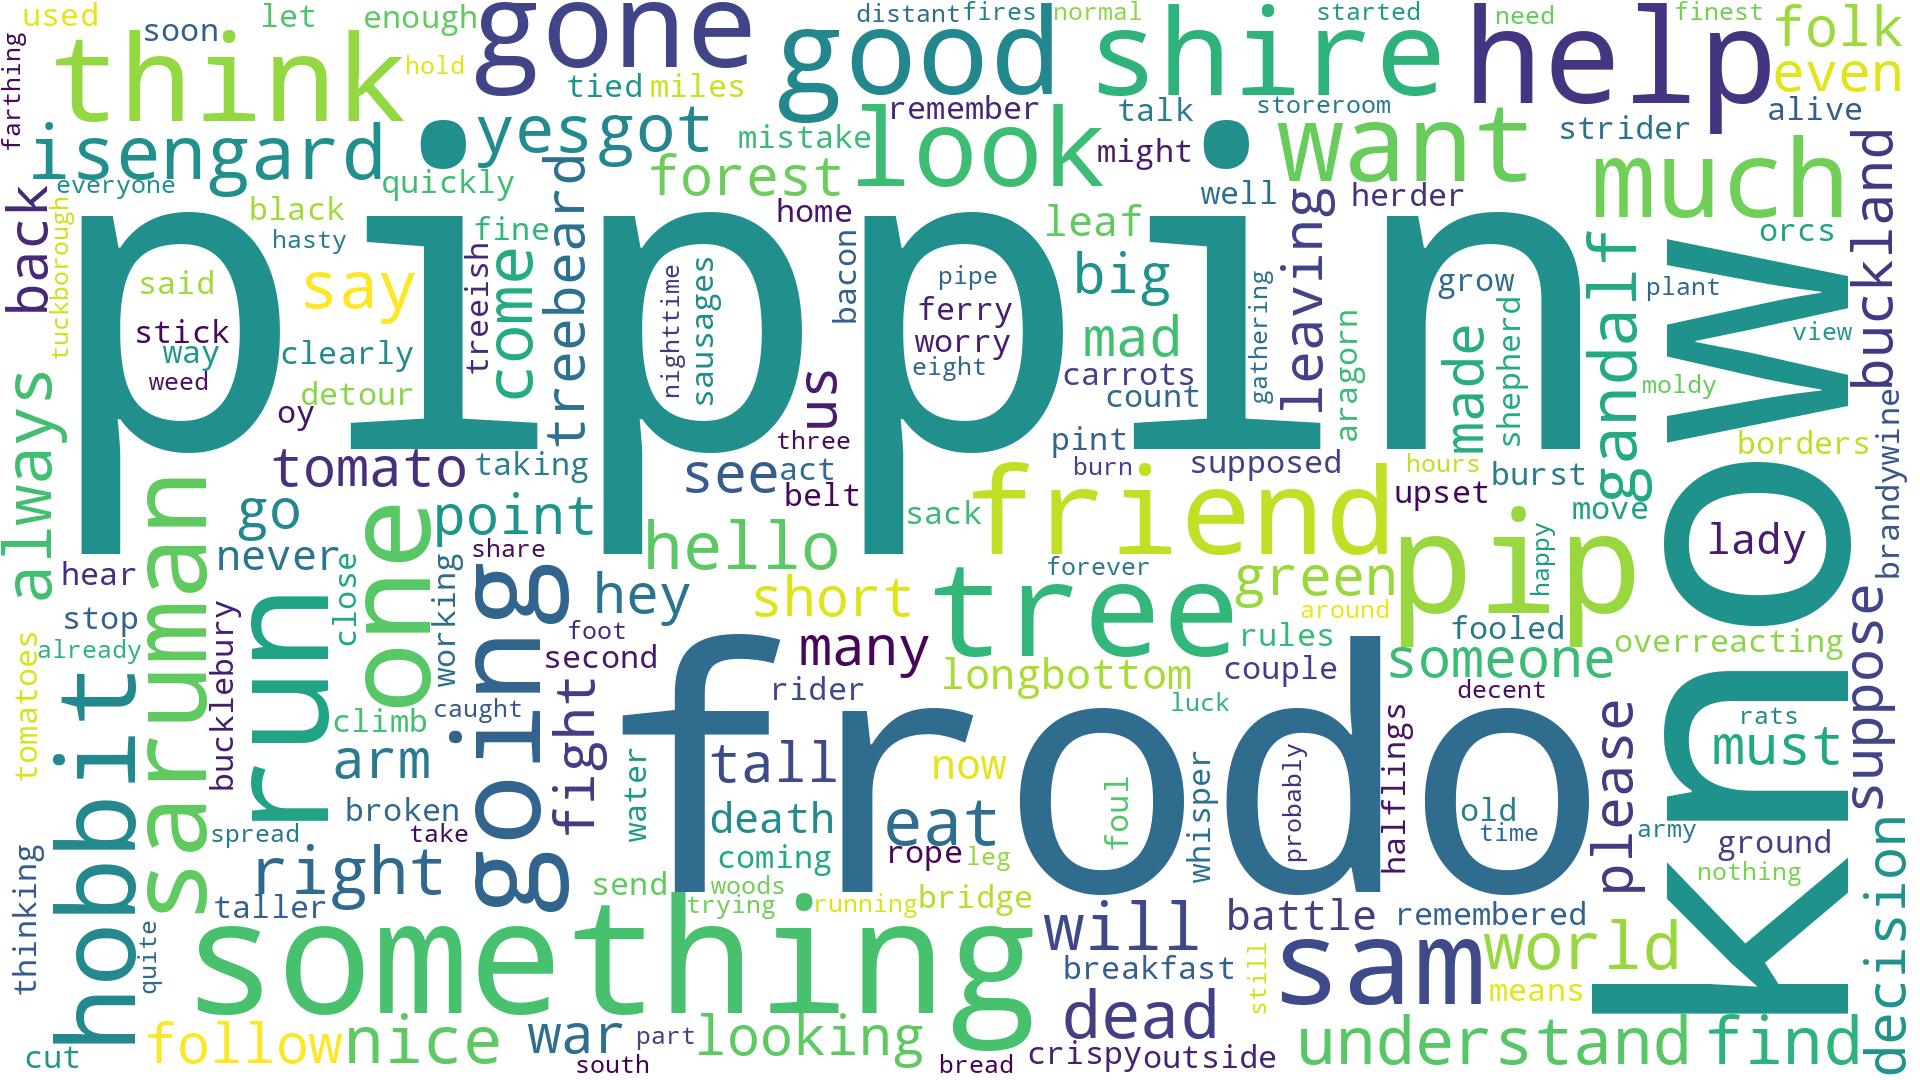 used
soon
let
enough
gone
distant
fires
normal
started
need
finest
folk
farthing
think
hold
tied
miles
good
shire
help
even
isengard
yes
got
remember
talk
storeroom
alive
mistake
look
might
want
strider
much
everyone
quickly
forest
well
herder
back
tuckborough
black
hasty
fine
treeish
come
treebeard
home
bacon
leaf
leaving
orcs
buckland
pippin
said
stick
way
weed
say
clearly
detour
oy
nighttime
sausages
us
three
pipe
ferry
worry
eight
big
mad
carrots
count
gathering
aragorn
grow
made
shepherd
gandalf
plant
view
moldy
know
borders
brandywine
always
tomato
taking
see
act
belt
pint
burn
supposed
hours
burst
upset
move
go
never
one
point
hello
sack
friend
pip
happy
lady
hear
saruman
share
stop
already
tomatoes
bucklebury
run
close
working
going
hey
short
tree
forever
green
around
foot
second
many
rider
longbottom
rules
couple
luck
fooled
someone
overreacting
decent
suppose
hobbit
climb
caught
arm
broken
fight
water
frodo
tall
now
death
eat
foul
whisper
probably
halflings
old
time
please
rats
must
army
ground
nothing
spread
take
right
taller
coming
rope
leg
send
woods
trying
running
bridge
thinking
quite
something
will
battle
remembered
breakfast
still
sam
world
means
decision
cut
follow
nice
war
part
south
looking
bread
dead
crispy
outside
understand
find